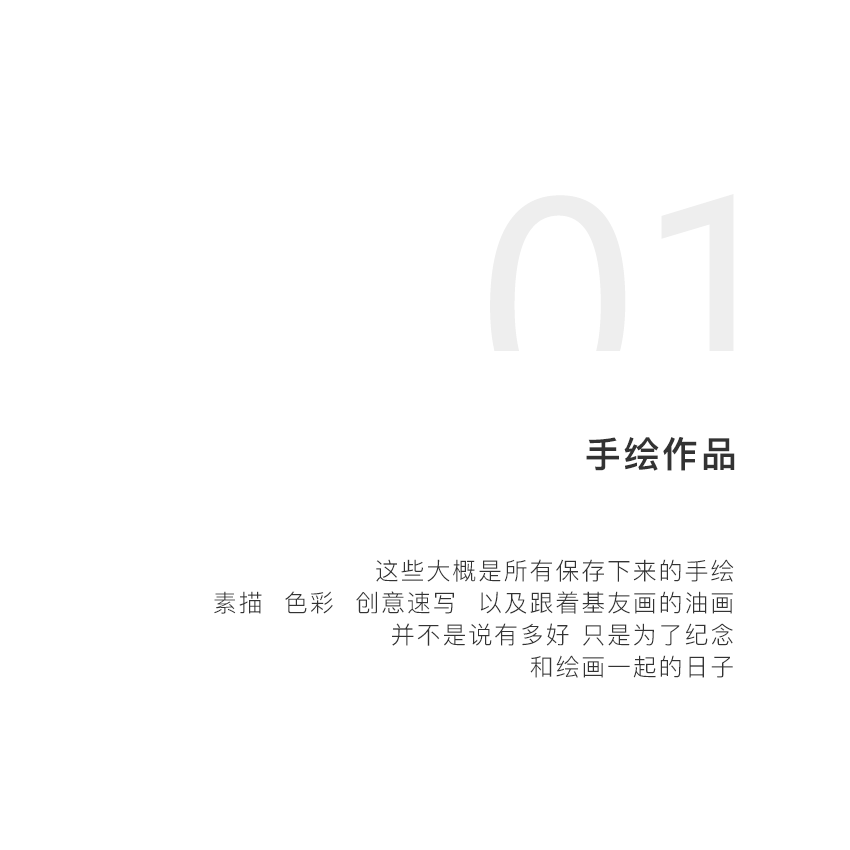 01
手绘作品
这些大概是所有保存下来的手绘
素描 色彩 创意速写 以及跟着基友画的油画
并不是说有多好 只是为了纪念
和绘画一起的日子